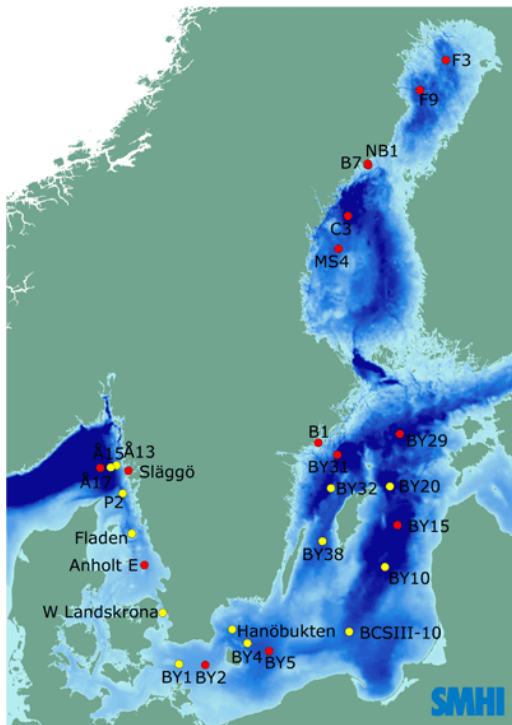 F3
F9
NB1
B7
C3
MS4
B1
BY29
Å13
Å15
BY31
Släggö
Å17
BY32
BY20
P2
BY15
Fladen
BY38
Anholt E
BY10
W Landskrona
Hanöbukten
BCSIII-10
BY4
BY5
BY1
BY2
SMHI